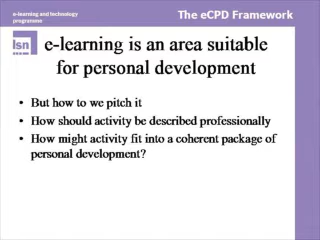 e-learning and technology
programme
The eCPD Framework
lsn
e-learning is an area suitable
for personal development
• But how to we pitch it
• How should activity be described professionally
• How might activity fit into a coherent package of
personal development?